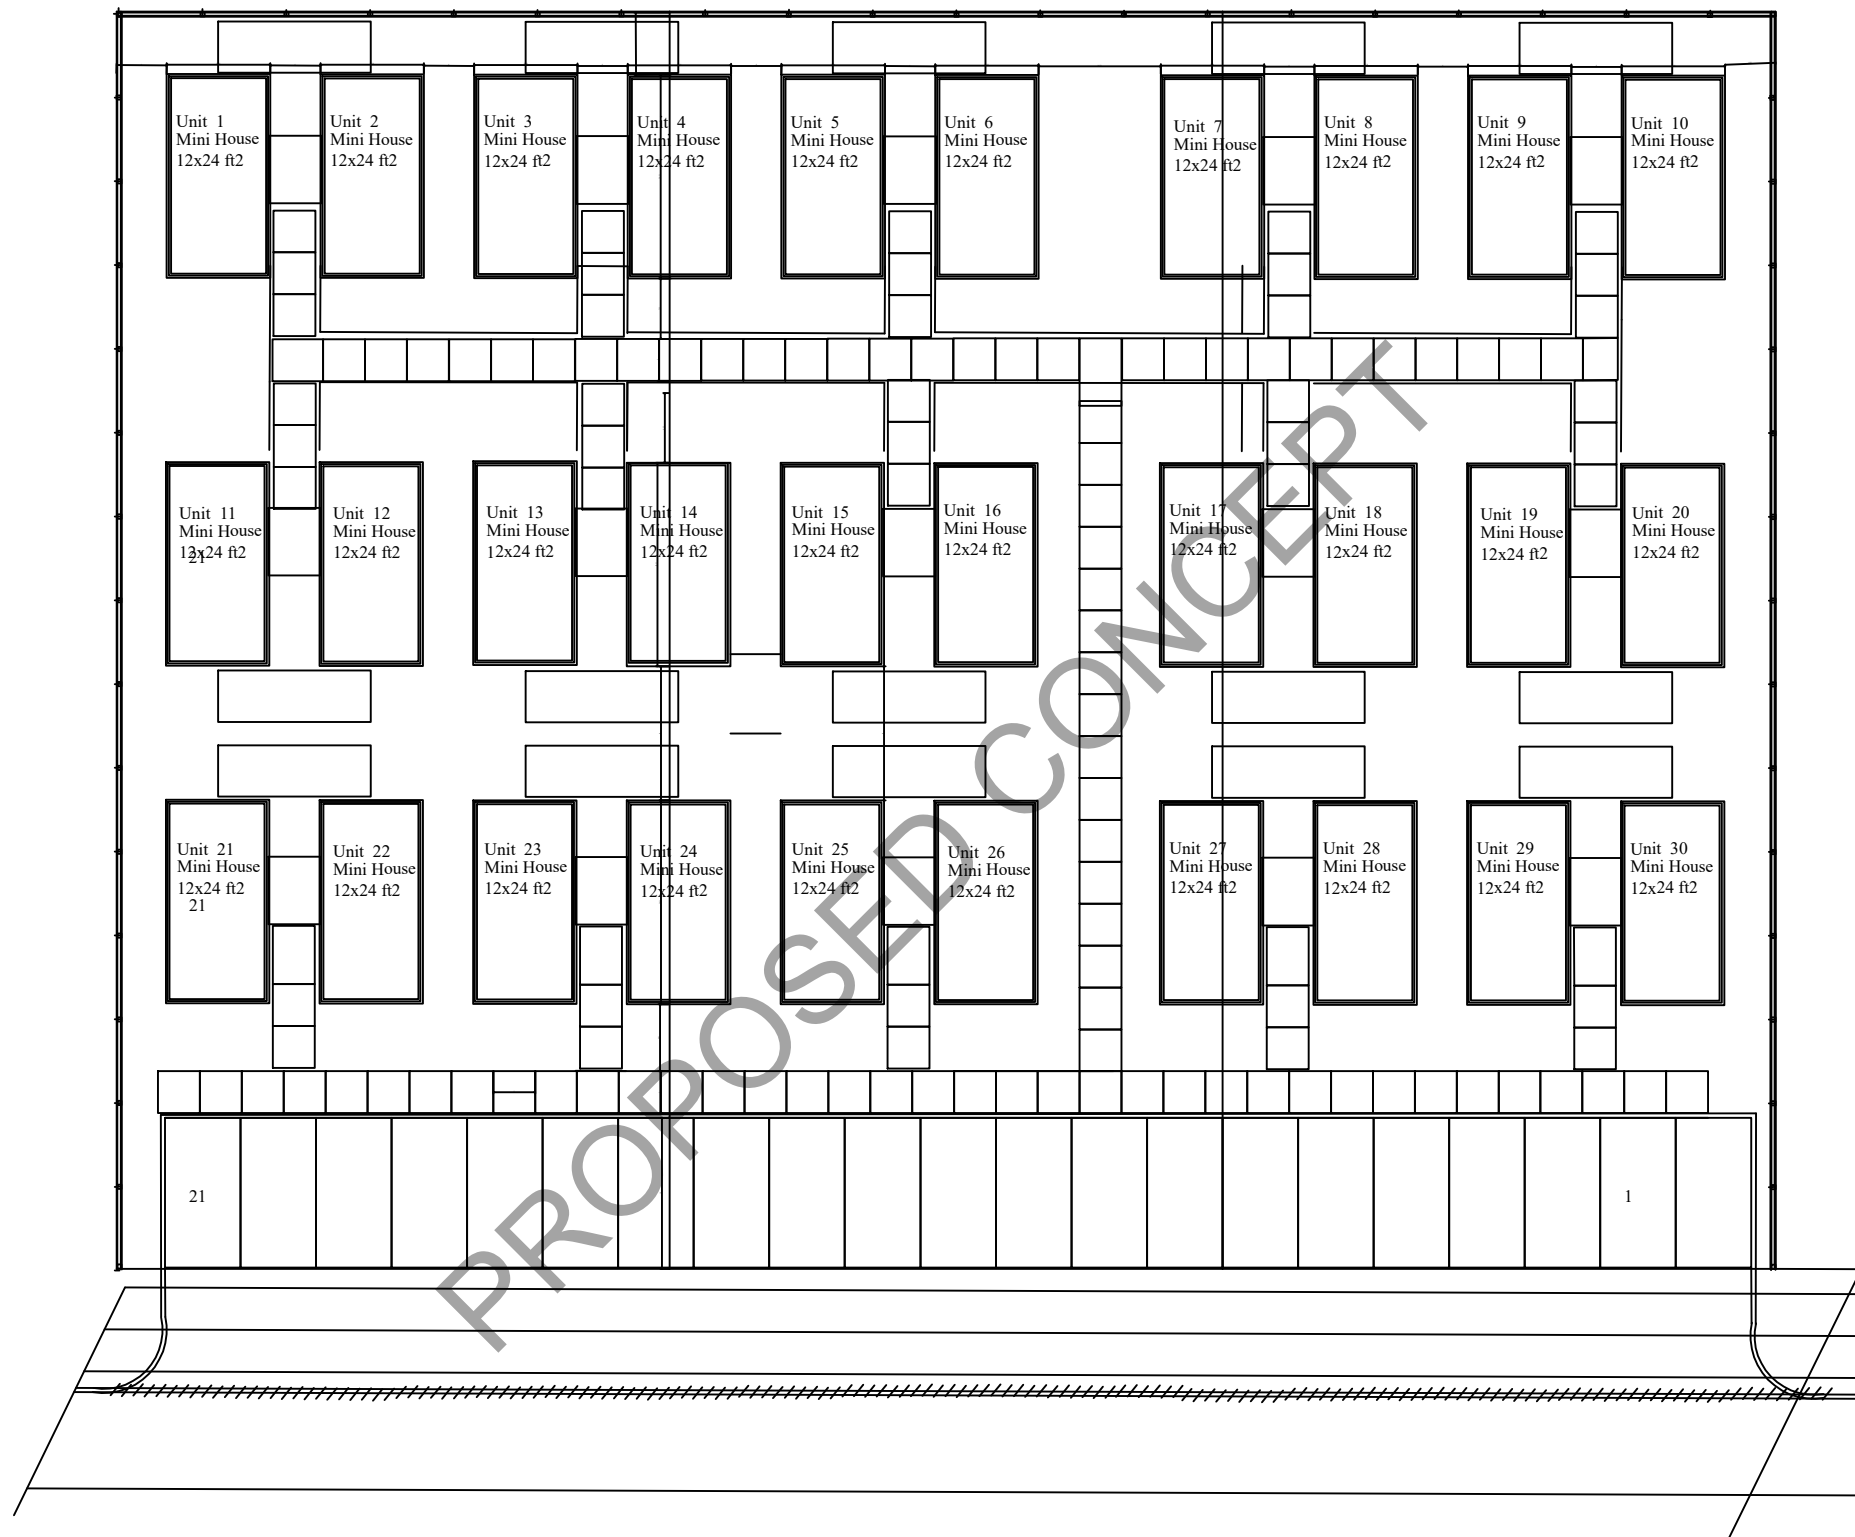 Unit 1
Mini House
12x24 ft2
Unit 2
Mini House
12x24 ft2
Unit 3
Mini House
12x24 ft2
Unit 4
Mini House
12x24 ft2
Unit 5
Mini House
12x24 ft2
Unit 6
Mini House
12x24 ft2
Unit 7
Mini House
12x24 ft2
Unit 8
Mini House
12x24 ft2
Unit 9
Mini House
12x24 ft2
Unit 10
Mini House
12x24 ft2
Unit 11
Mini House
12x24 ft2
21
Unit 12
Mini House
12x24 ft2
Unit 13
Mini House
12x24 ft2
Unit 14
Mini House
12x24 ft2
Unit 15
Mini House
12x24 ft2
Unit 16
Mini House
12x24 ft2
Unit 17
Mini House
12x24 ft2
Unit 18
Mini House
12x24 ft2
Unit 19
Mini House
12x24 ft2
Unit 20
Mini House
12x24 ft2
Unit 21
Mini House
12x24 ft2
21
Unit 22
Mini House
12x24 ft2
Unit 23
Mini House
12x24 ft2
Unit 24
Mini House
12x24 ft2
Unit 25
Mini House
12x24 ft2
Unit 26
Mini House
12x24 ft2
Unit 27
Mini House
12x24 ft2
Unit 28
Mini House
12x24 ft2
Unit 29
Mini House
12x24 ft2
Unit 30
Mini House
12x24 ft2
21
1
PROPOSED CONCEPT